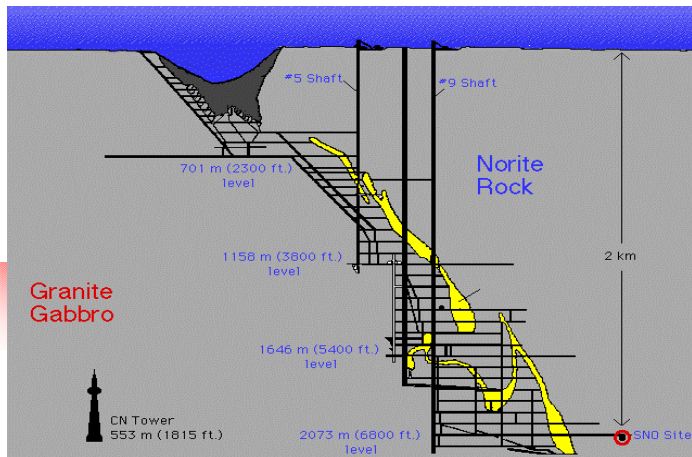 #5 Shaft
#9 Shaft
701 m (2300 ft.)
level
Norite
Rock
1158 m (3800 ft.)
level
2 km
Granite
Gabbro
1646 m (5400 ft.)
level
CN Tower
553 m (1815 ft.)
2073 m (6800 ft.)
level
SNO Site